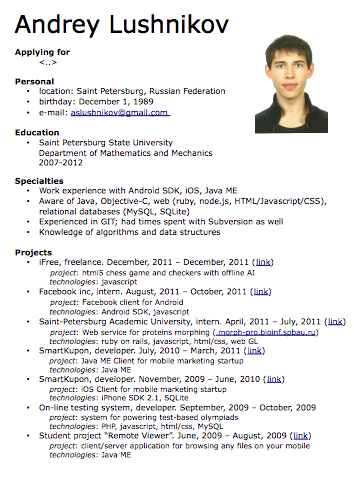 Andrey Lushnikov
Applying for
<..>
Personal
• location: Saint Petersburg, Russian Federation
• birthday: December 1, 1989
• e-mail: aslushnikov@gmail.com
Education
• Saint Petersburg State University
Department of Mathematics and Mechanics
2007-2012
Specialties
• Work experience with Android SDK, iOS, Java ME
• Aware of Java, Objective-C, web (ruby, node.js, HTML/Javascript/CSS),
relational databases (MySQL, SQLite)
• Experienced in GIT; had times spent with Subversion as well
• Knowledge of algorithms and data structures
Projects
• iFree, freelance. December, 2011 – December, 2011 (link)
project: html5 chess game and checkers with offline AI
technologies: javascript
• Facebook inc, intern. August, 2011 – October, 2011 (link)
project: Facebook client for Android
technologies: Android SDK, javascript
• Saint-Petersburg Academic University, intern. April, 2011 – July, 2011 (link)
project: Web service for proteins morphing (.morph-pro.bioinf.spbau.ru)
technologies: ruby on rails, javascript, html/css, web GL
• SmartKupon, developer. July, 2010 – March, 2011 (link)
project: Java ME Client for mobile marketing startup
technologies: Java ME
• SmartKupon, developer. November, 2009 – June, 2010 (link)
project: iOS Client for mobile marketing startup
technologies: iPhone SDK 2.1, SQLite
• On-line testing system, developer. September, 2009 – October, 2009
project: system for powering test-based olympiads
technologies: PHP, javascript, html/css, MySQL
• Student project “Remote Viewer”. June, 2009 – August, 2009 (link)
project: client/server application for browsing any files on your mobile
technologies: Java ME